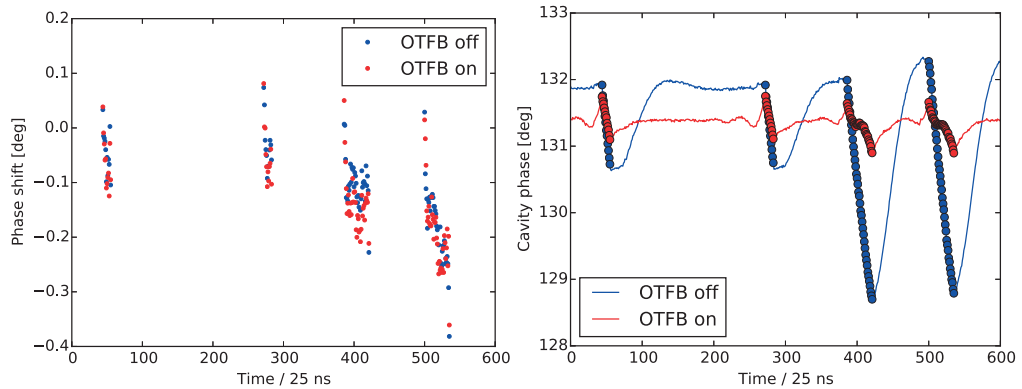 0.2
0.1
0.0
−0.1
−0.2
−0.3
−0.4
Phase shift [deg]
OTFB off
OTFB on
0 100 200 300 400 500 600
Time / 25 ns
133
132
131
130
129
128
Cavity phase [deg]
OTFB off
OTFB on
0 100 200 300 400 500 600
Time / 25 ns